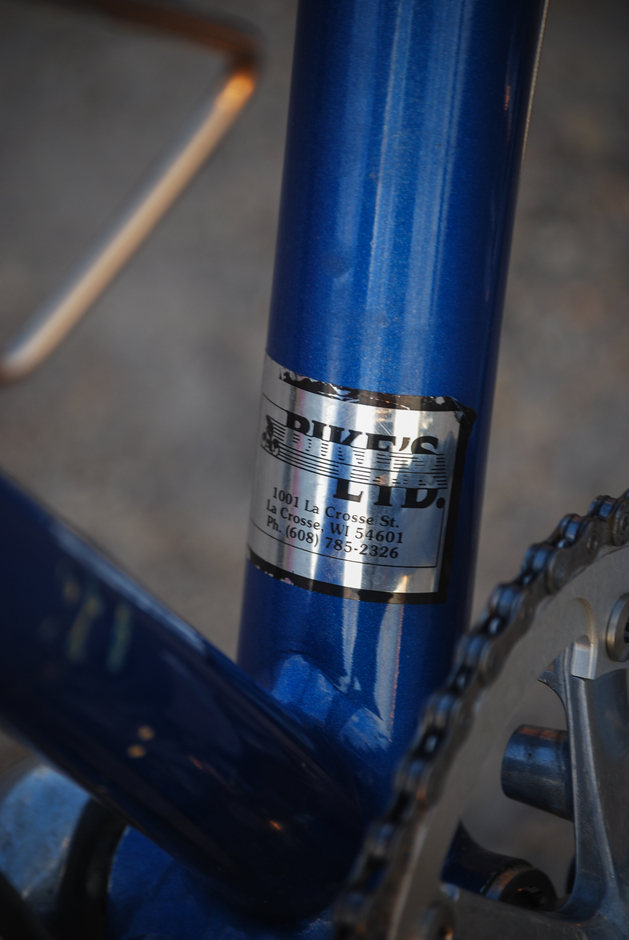 BIKE'S
LTD.
1001 La Crosse St.
La Crosse, WI 54601
Ph. (608) 785-2326